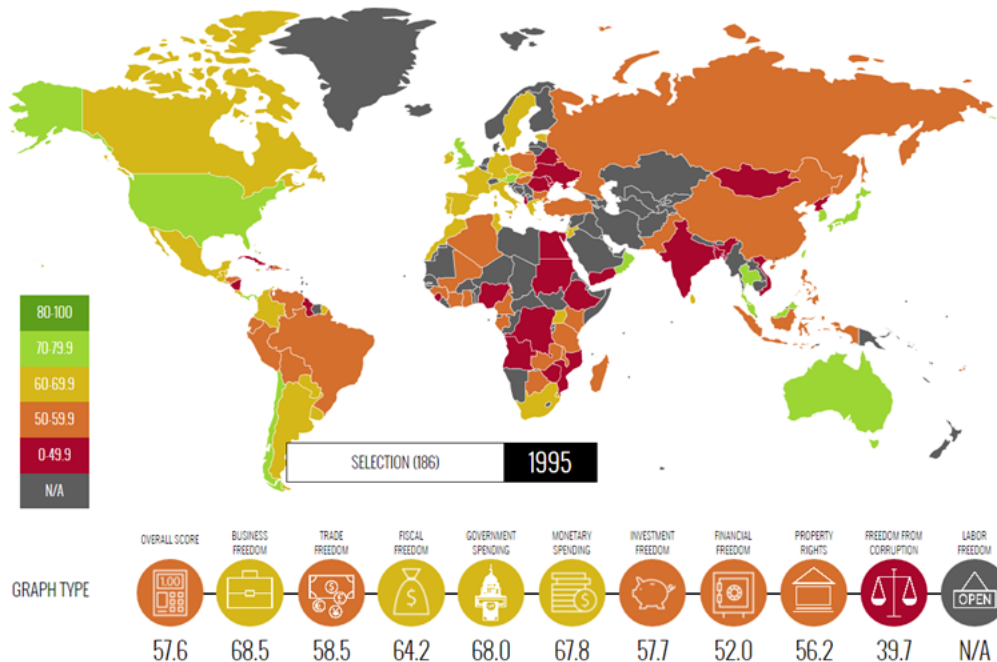 80-100
70-79.9
60-69.9
50-59.9
0-49.9
N/A
SELECTION (186)
1995
GRAPH TYPE
OVERALL SCORE
BUSINESS
FREEDOM
TRADE
FREEDOM
FISCAL
FREEDOM
GOVERNMENT
SPENDING
MONETARY
SPENDING
INVESTMENT
FREEDOM
FINANCIAL
FREEDOM
PROPERTY
RIGHTS
FREEDOM FROM
CORRUPTION
LABOR
FREEDOM
1.00
$
$
€
¥
$
$
OPEN
57.6
68.5
58.5
64.2
68.0
67.8
57.7
52.0
56.2
39.7
N/A